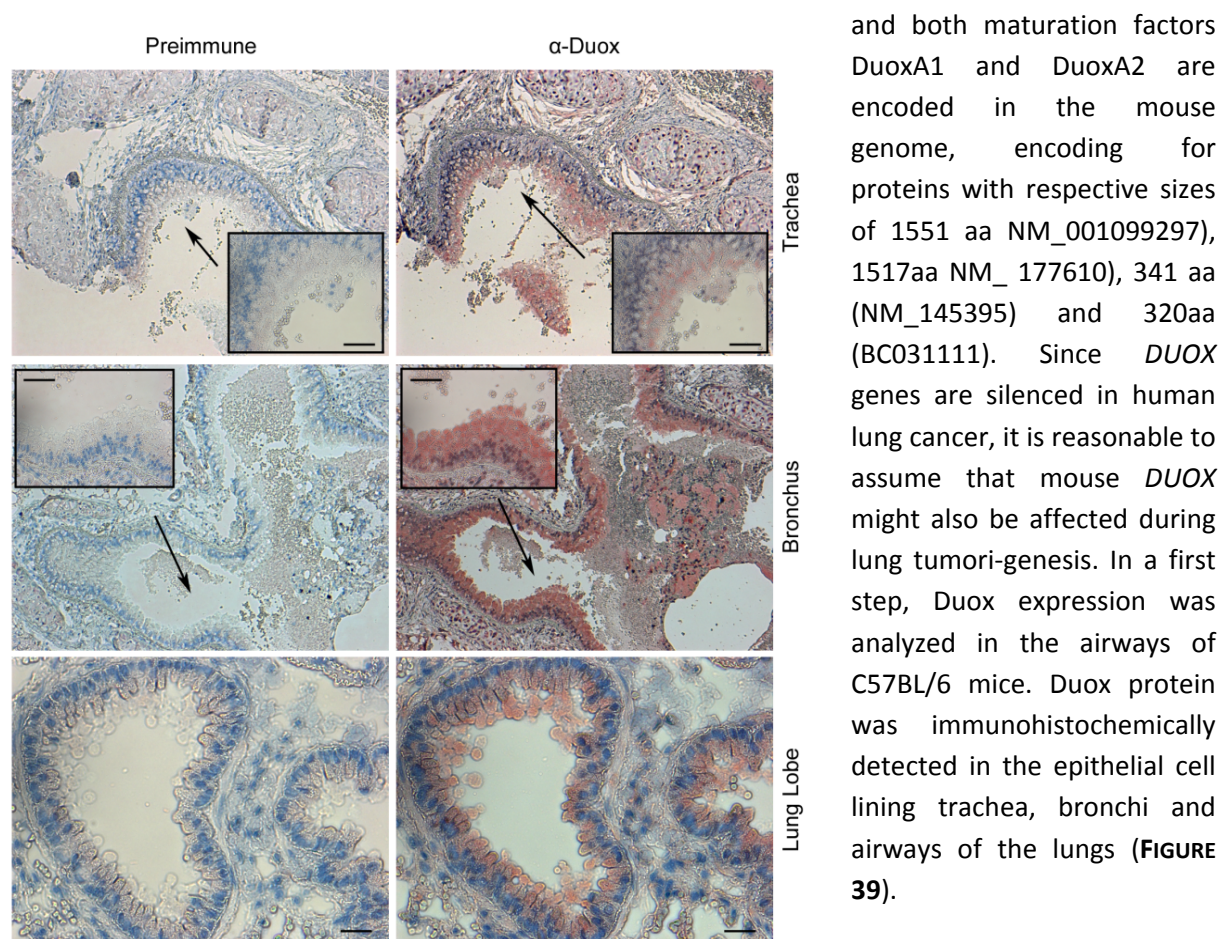 Preimmune
α-Duox
Trachea
Bronchus
Lung Lobe
and both maturation factors
DuoxA1 and DuoxA2 are
encoded in the mouse
genome, encoding for
proteins with respective sizes
of 1551 aa NM_001099297),
1517aa NM_ 177610), 341 aa
(NM_145395) and 320aa
(BC031111). Since DUOX
genes are silenced in human
lung cancer, it is reasonable to
assume that mouse DUOX
might also be affected during
lung tumori-genesis. In a first
step, Duox expression was
analyzed in the airways of
C57BL/6 mice. Duox protein
was immunohistochemically
detected in the epithelial cell
lining trachea, bronchi and
airways of the lungs (FIGURE
39).